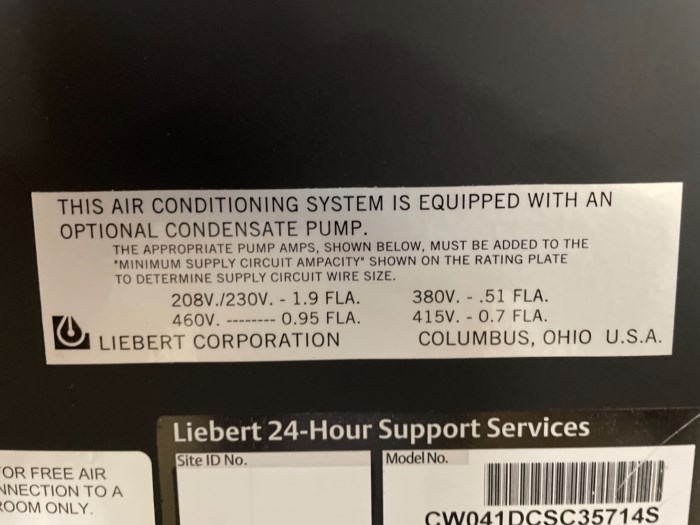 THIS AIR CONDITIONING SYSTEM IS EQUIPPED WITH AN
OPTIONAL CONDENSATE PUMP.
THE APPROPRIATE PUMP AMPS, SHOWN BELOW, MUST BE ADDED TO THE
"MINIMUM SUPPLY CIRCUIT AMPACITY" SHOWN ON THE RATING PLATE
TO DETERMINE SUPPLY CIRCUIT WIRE SIZE.
208V./230V. - 1.9 FLA. 380V. - .51 FLA.
460V. -------- 0.95 FLA. 415V. - 0.7 FLA.
LIEBERT CORPORATION COLUMBUS, OHIO U.S.A.
Liebert 24-Hour Support Services
Site ID No. Model No.
CW041DCSC35714S
OR FREE AIR
NNECTION TO A
ROOM ONLY.